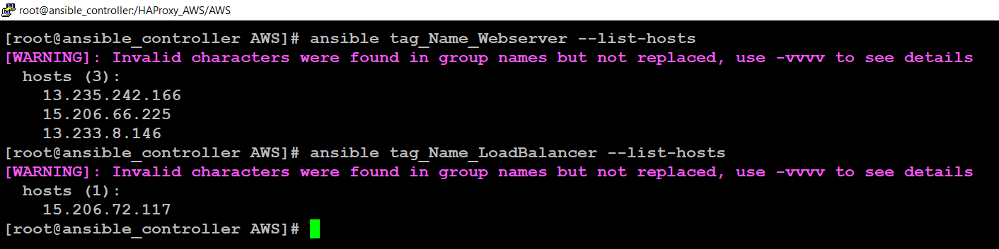 root@ansible_controller:/HAProxy_AWS/AWS
[root@ansible_controller AWS]# ansible tag_Name_Webserver --list-hosts
[WARNING]: Invalid characters were found in group names but not replaced, use -vvvv to see details
  hosts (3):
    13.235.242.166
    15.206.66.225
    13.233.8.146
[root@ansible_controller AWS]# ansible tag_Name_LoadBalancer --list-hosts
[WARNING]: Invalid characters were found in group names but not replaced, use -vvvv to see details
  hosts (1):
    15.206.72.117
[root@ansible_controller AWS]#